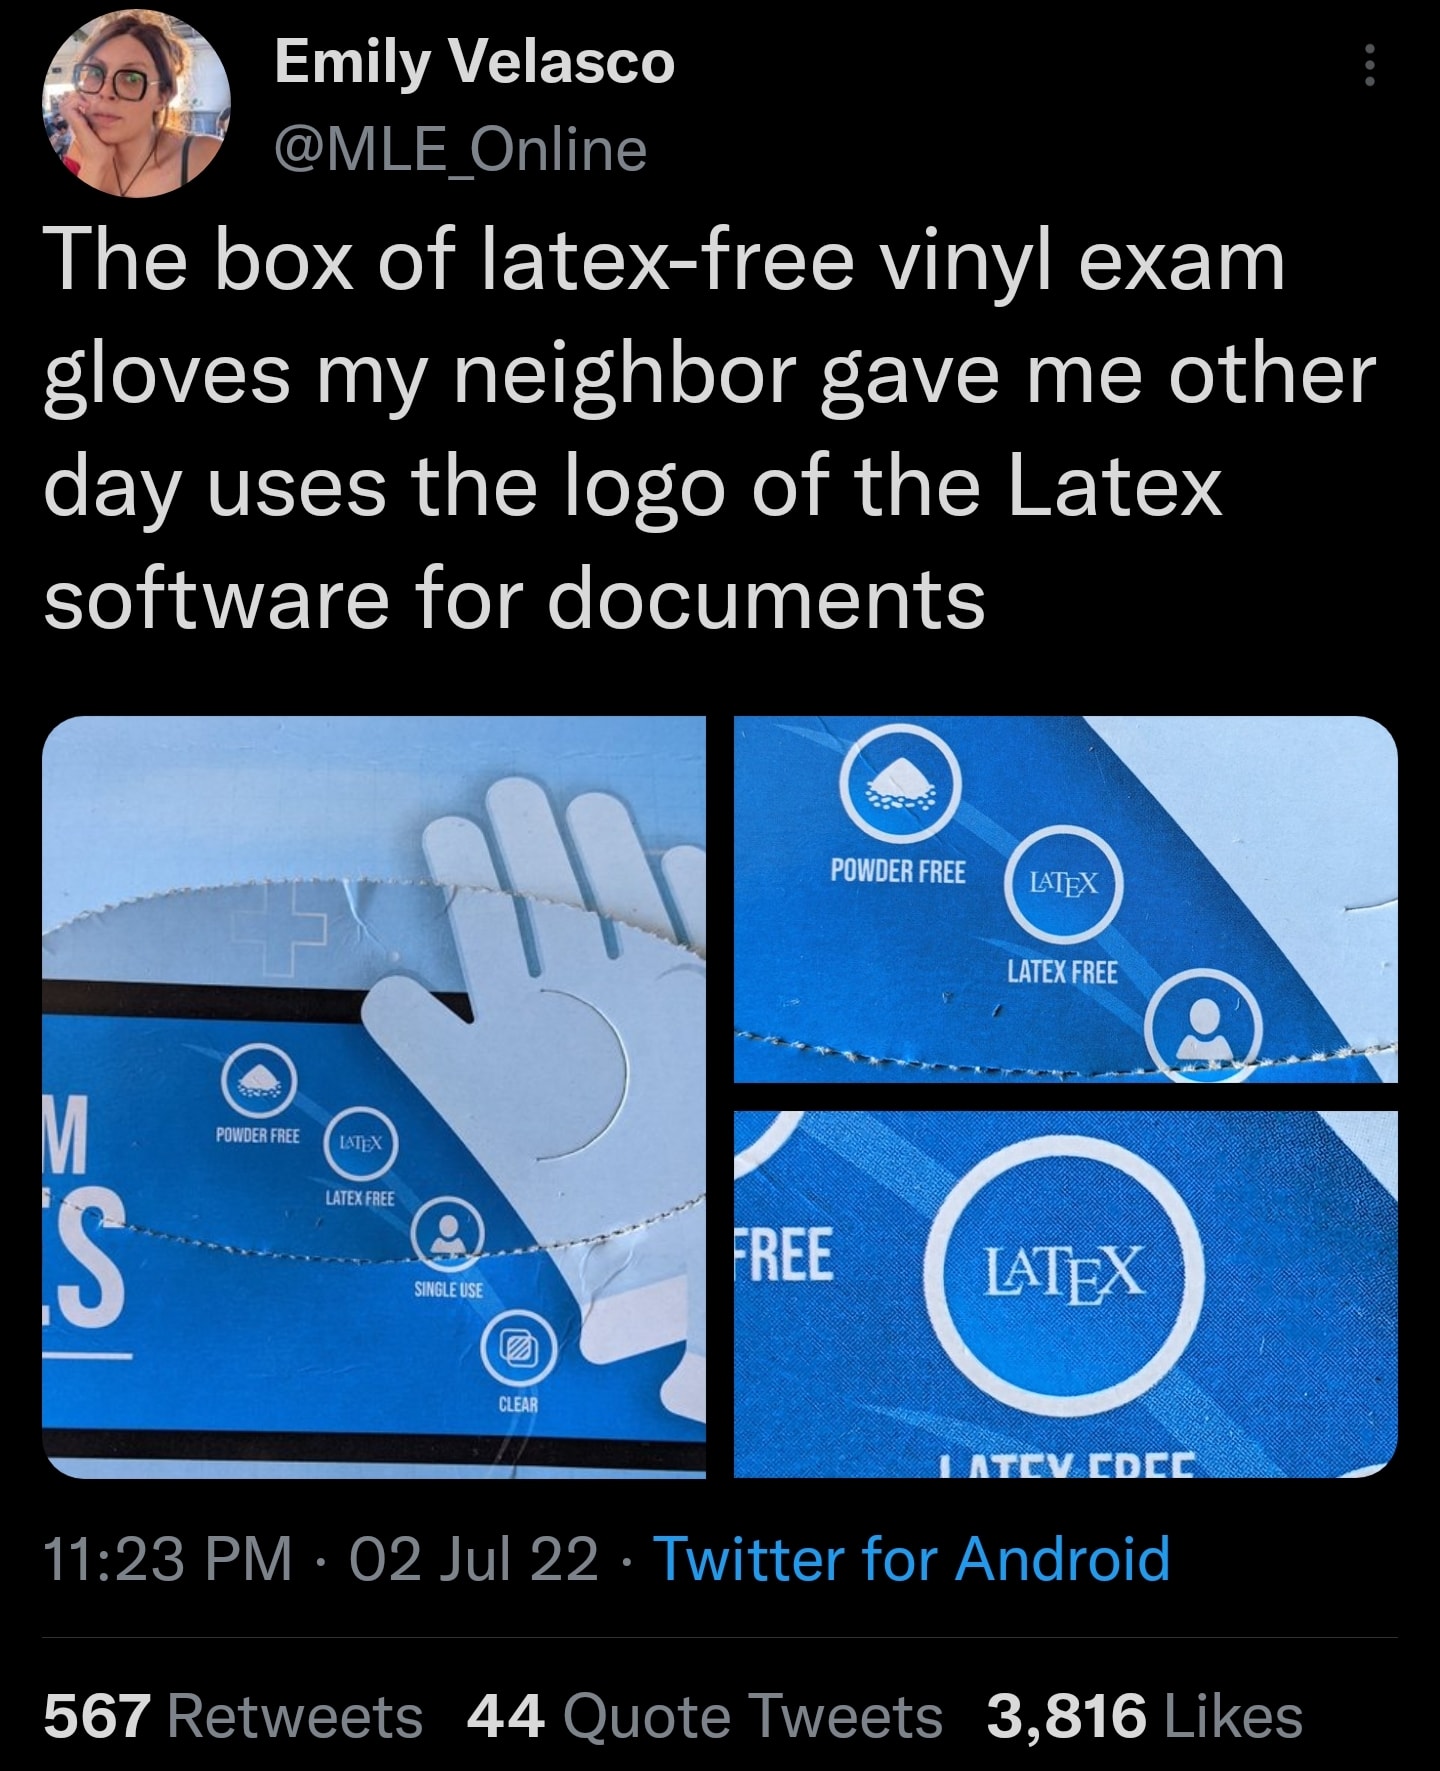 Emily Velasco
@MLE_Online
The box of latex-free vinyl exam
gloves my neighbor gave me other
day uses the logo of the Latex
software for documents
M
S
POWDER FREE
LATEX
LATEX FREE
SINGLE USE
CLEAR
POWDER FREE
LATEX
LATEX FREE
FREE
LATEX
LATEX FREE
11:23 PM · 02 Jul 22 · Twitter for Android
567 Retweets 44 Quote Tweets 3,816 Likes